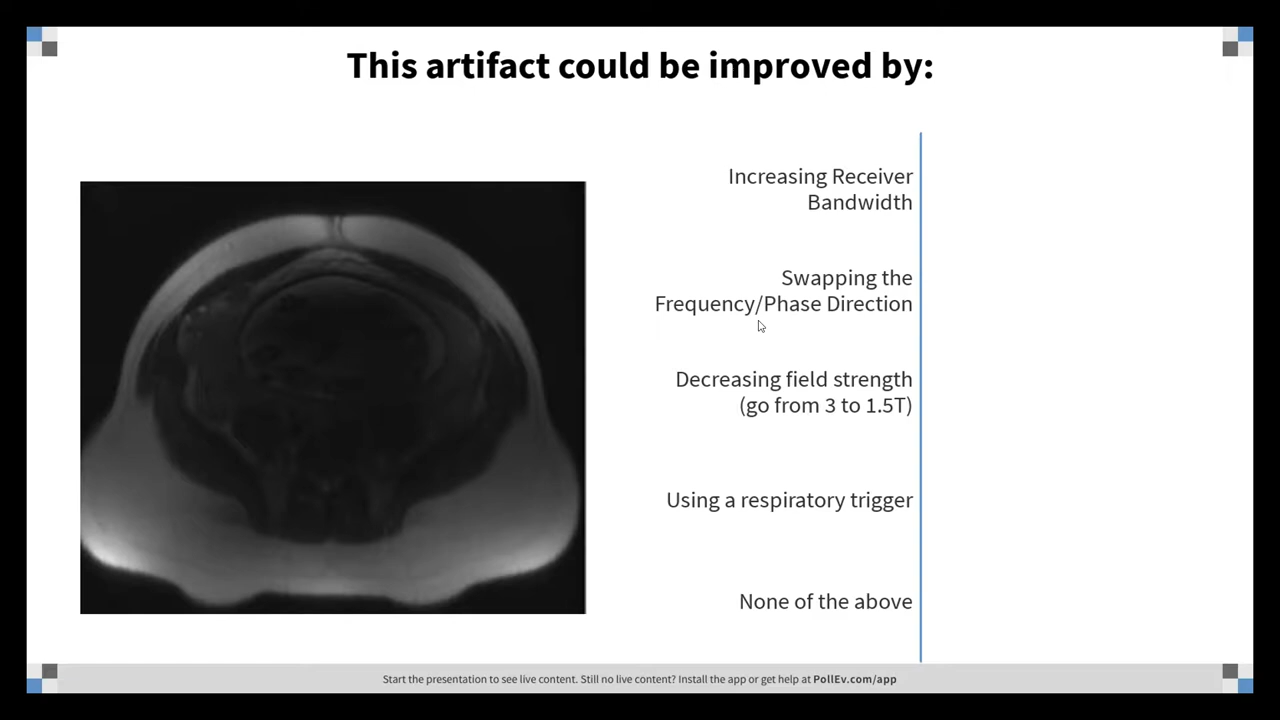 This artifact could be improved by:
Increasing Receiver
Bandwidth
Swapping the
Frequency/Phase Direction
Decreasing field strength
(go from 3 to 1.5T)
Using a respiratory trigger
None of the above
Start the presentation to see live content. Still no live content? Install the app or get help at PollEv.com/app